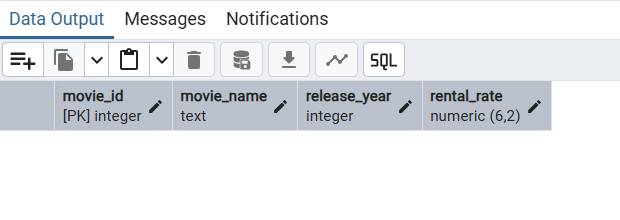 Data Output Messages Notifications
SQL
movie_id movie_name release_year rental_rate
[PK] integer text integer numeric (6,2)